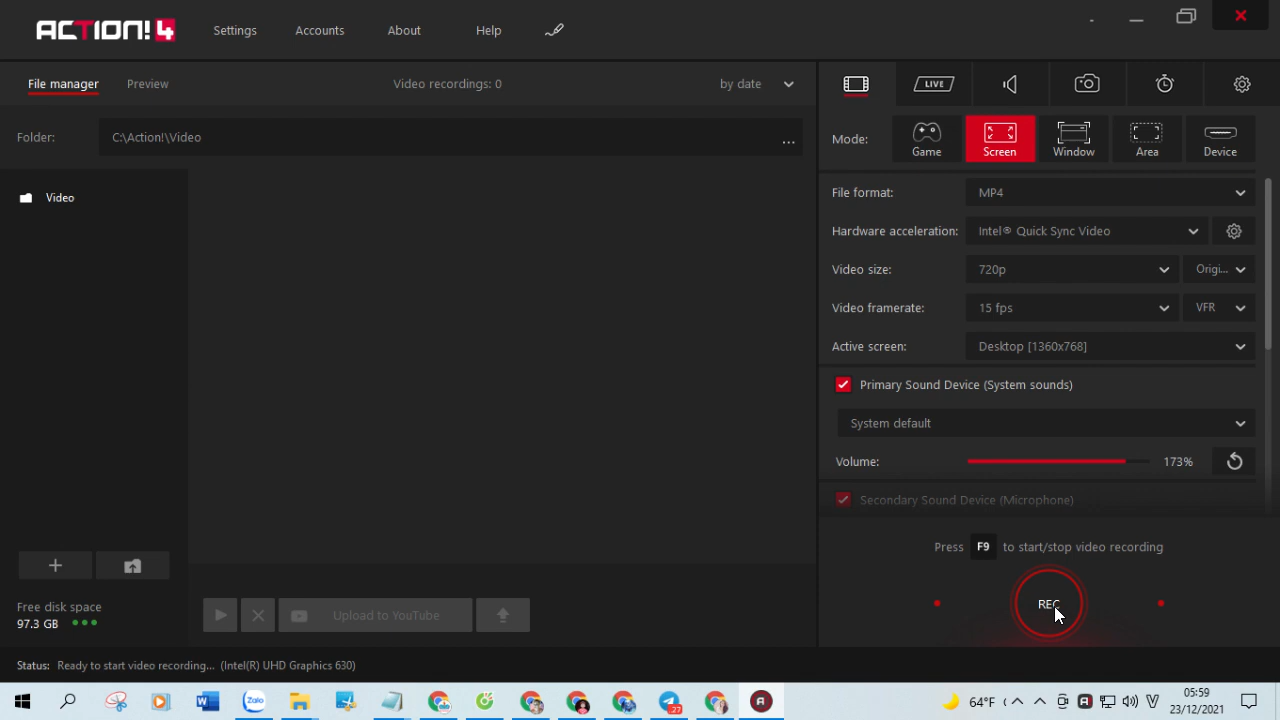 ACTION! 4
Settings Accounts About Help
File manager Preview Video recordings: 0 by date
LIVE
Folder: C:\Action!\Video ...
Mode: Game Screen Window Area Device
Video
File format: MP4
Hardware acceleration: Intel® Quick Sync Video
Video size: 720p Origi...
Video framerate: 15 fps VFR
Active screen: Desktop [1360x768]
Primary Sound Device (System sounds)
System default
Volume: 173%
Secondary Sound Device (Microphone)
Press F9 to start/stop video recording
REC
Free disk space
97.3 GB
Upload to YouTube
Status: Ready to start video recording... (Intel(R) UHD Graphics 630)
Zalo
27
64°F
05:59
23/12/2021